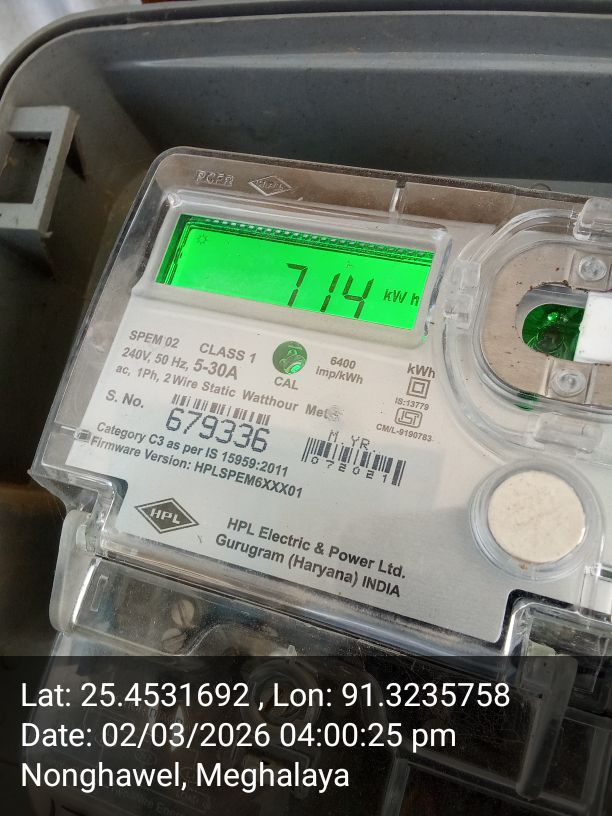 HPL
714 kWh
SPEM 02
CLASS 1
6400
imp/kWh
kWh
240V, 50 Hz, 5-30A
CAL
ac, 1Ph, 2 Wire Static Watthour Meter
IS:13779
ISI
CM/L-9190783
S. No.
679336
M.YR.
072021
Category C3 as per IS 15959:2011
Firmware Version: HPLSPEM6XXX01
HPL
HPL Electric & Power Ltd.
Gurugram (Haryana) INDIA
Lat: 25.4531692 , Lon: 91.3235758
Date: 02/03/2026 04:00:25 pm
Nonghawel, Meghalaya